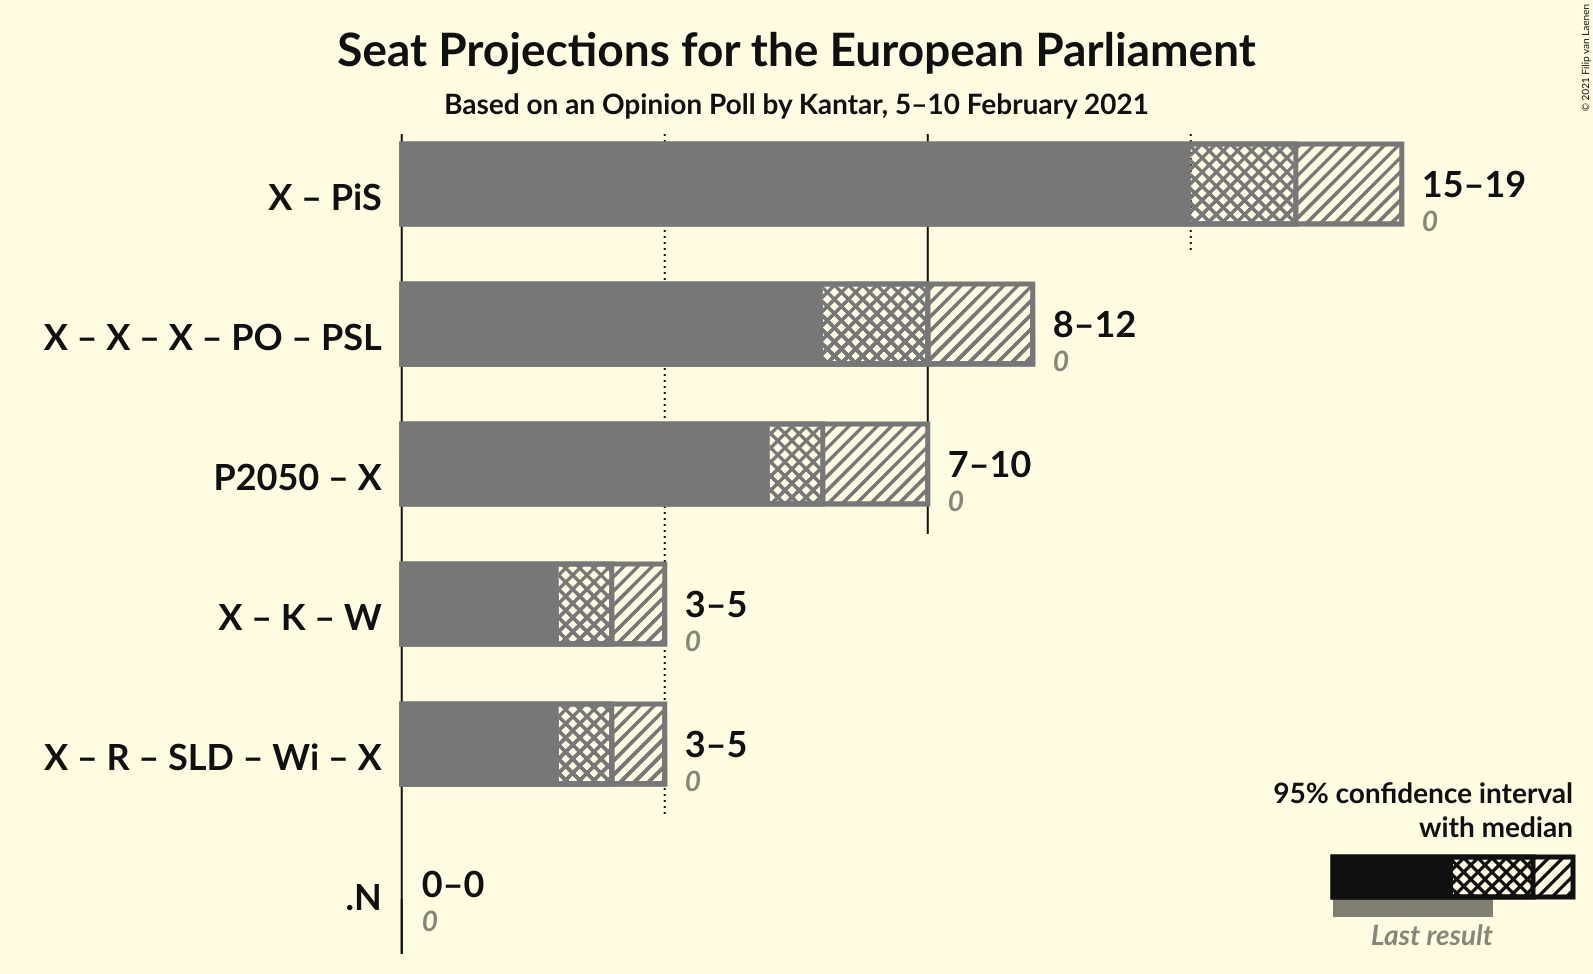 Seat Projections for the European Parliament
Based on an Opinion Poll by Kantar, 5–10 February 2021
© 2021 Filip van Laenen
X – PiS
15–19
0
X – X – X – PO – PSL
8–12
0
P2050 – X
7–10
0
X – K – W
3–5
0
X – R – SLD – Wi – X
3–5
0
.N
0–0
0
95% confidence interval
with median
Last result